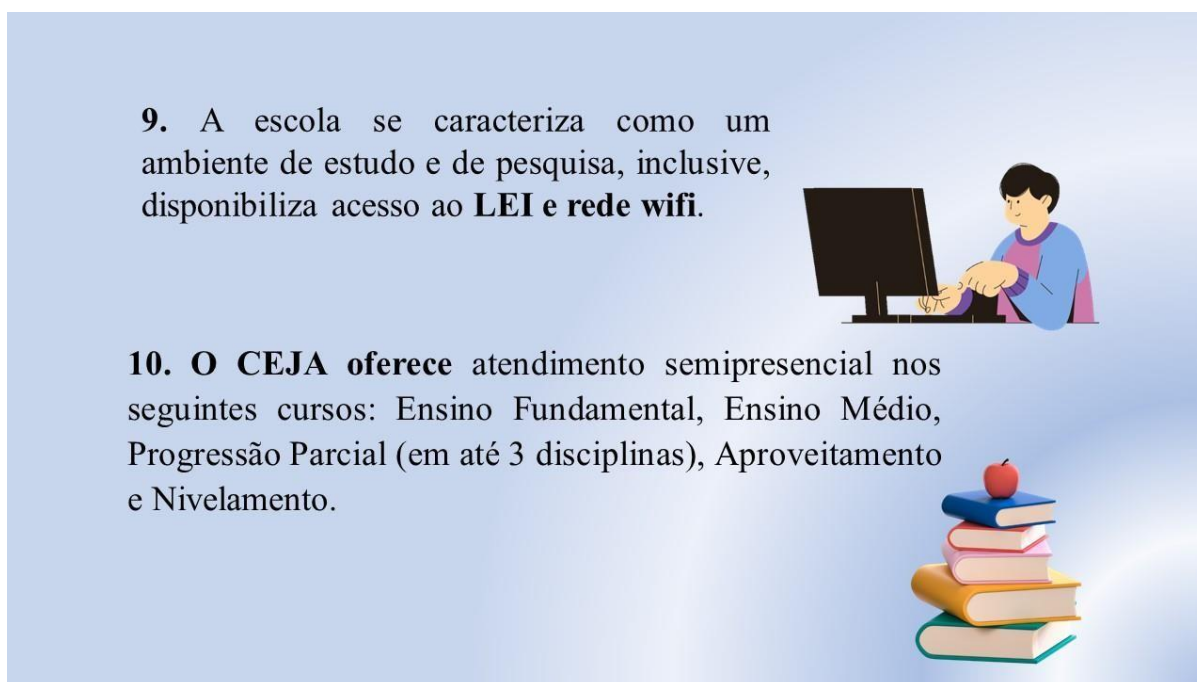 9. A escola se caracteriza como um
ambiente de estudo e de pesquisa, inclusive,
disponibiliza acesso ao LEI e rede wifi.
10. O CEJA oferece atendimento semipresencial nos
seguintes cursos: Ensino Fundamental, Ensino Médio,
Progressão Parcial (em até 3 disciplinas), Aproveitamento
e Nivelamento.